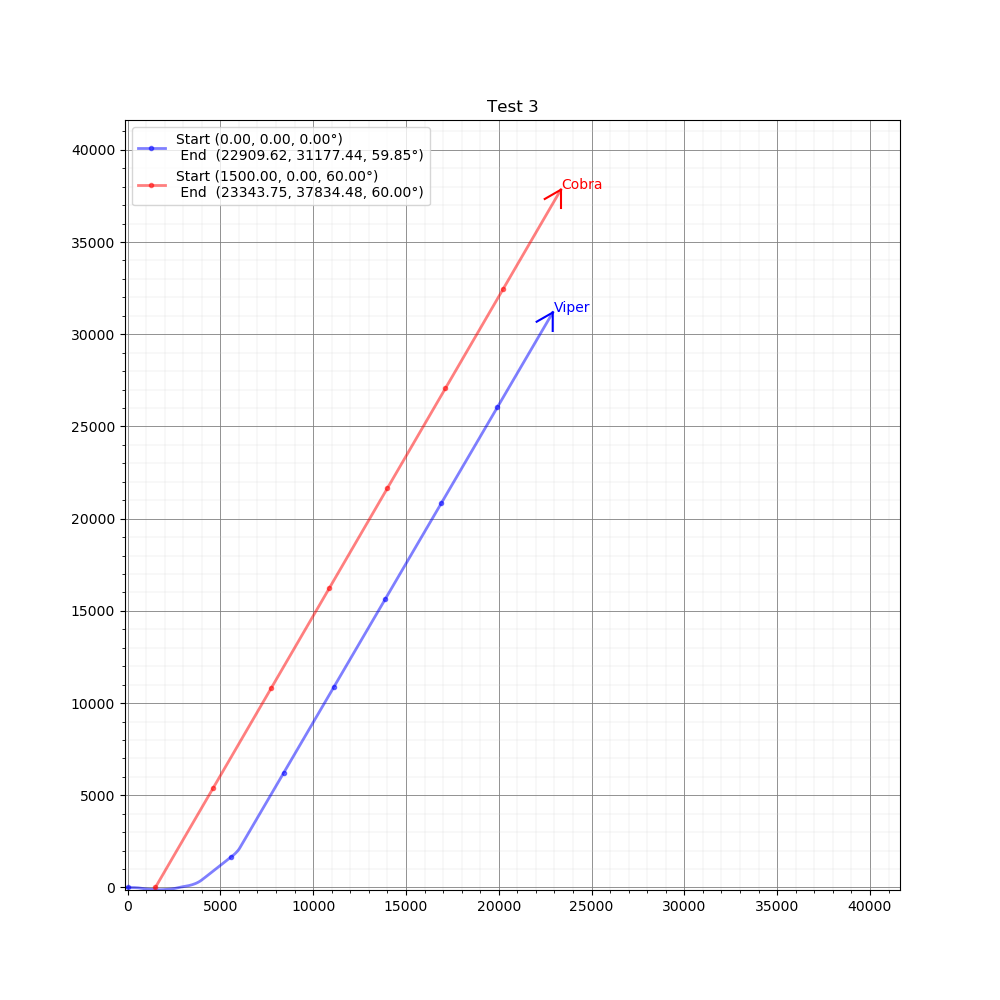 Test 3
Start (0.00, 0.00, 0.00°)
End (22909.62, 31177.44, 59.85°)
Start (1500.00, 0.00, 60.00°)
End (23343.75, 37834.48, 60.00°)
Cobra
Viper
40000
35000
30000
25000
20000
15000
10000
5000
0
0 5000 10000 15000 20000 25000 30000 35000 40000